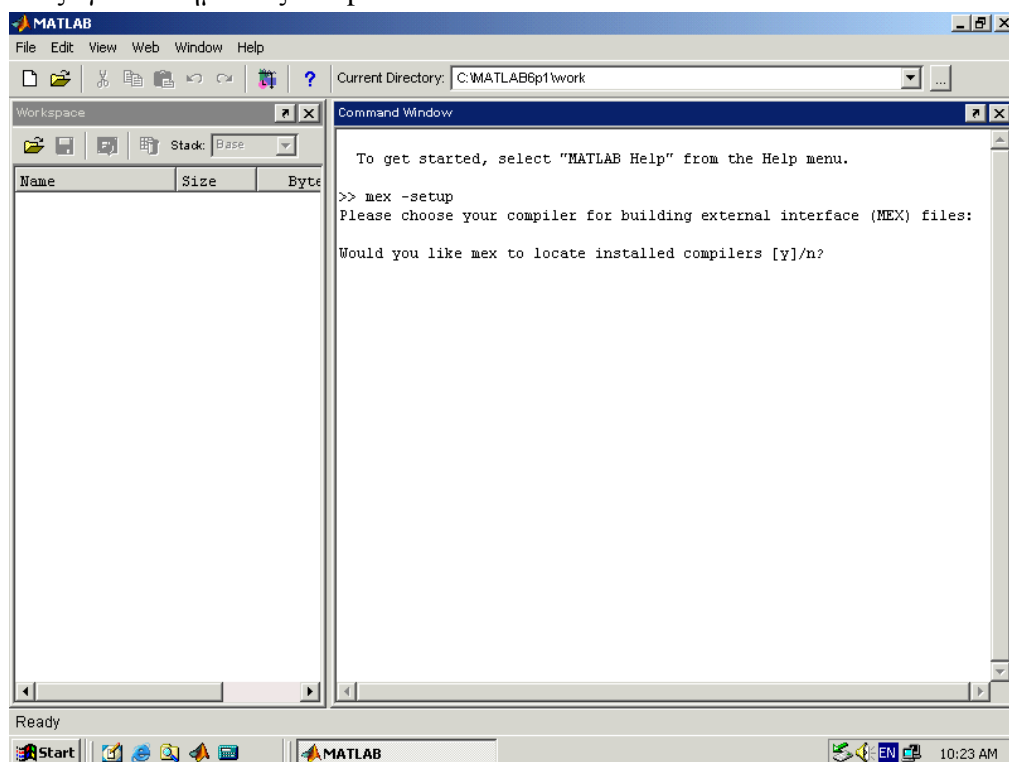 MATLAB
File Edit View Web Window Help
Current Directory: C:\MATLAB6p1\work
...
Workspace
Command Window
Stack: Base
Name Size Byte
To get started, select "MATLAB Help" from the Help menu.
>> mex -setup
Please choose your compiler for building external interface (MEX) files:
Would you like mex to locate installed compilers [y]/n?
Ready
Start MATLAB EN 10:23 AM